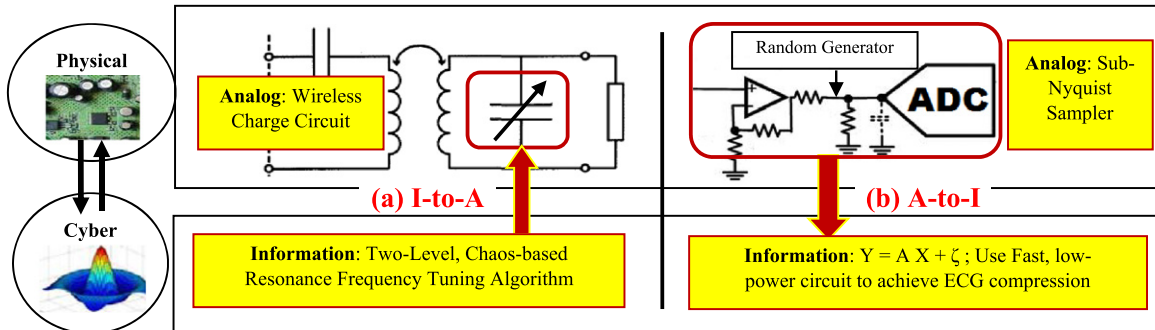 Physical
Cyber
Analog: Wireless
Charge Circuit
(a) I-to-A
Information: Two-Level, Chaos-based
Resonance Frequency Tuning Algorithm
Random Generator
ADC
Analog: Sub-
Nyquist
Sampler
(b) A-to-I
Information: Y = A X + ζ ; Use Fast, low-
power circuit to achieve ECG compression